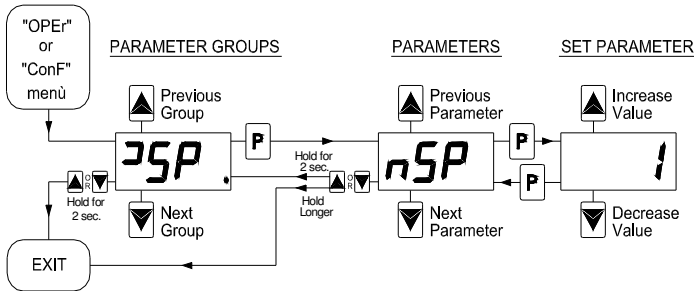 "OPEr"
or
"ConF"
menù
PARAMETER GROUPS
PARAMETERS
SET PARAMETER
Previous
Group
P
Previous
Parameter
P
P
Increase
Value
SP
nSP
1
Hold for
2 sec.
OR
Hold
Longer
OR
Hold for
2 sec.
Next
Group
Next
Parameter
Decrease
Value
EXIT